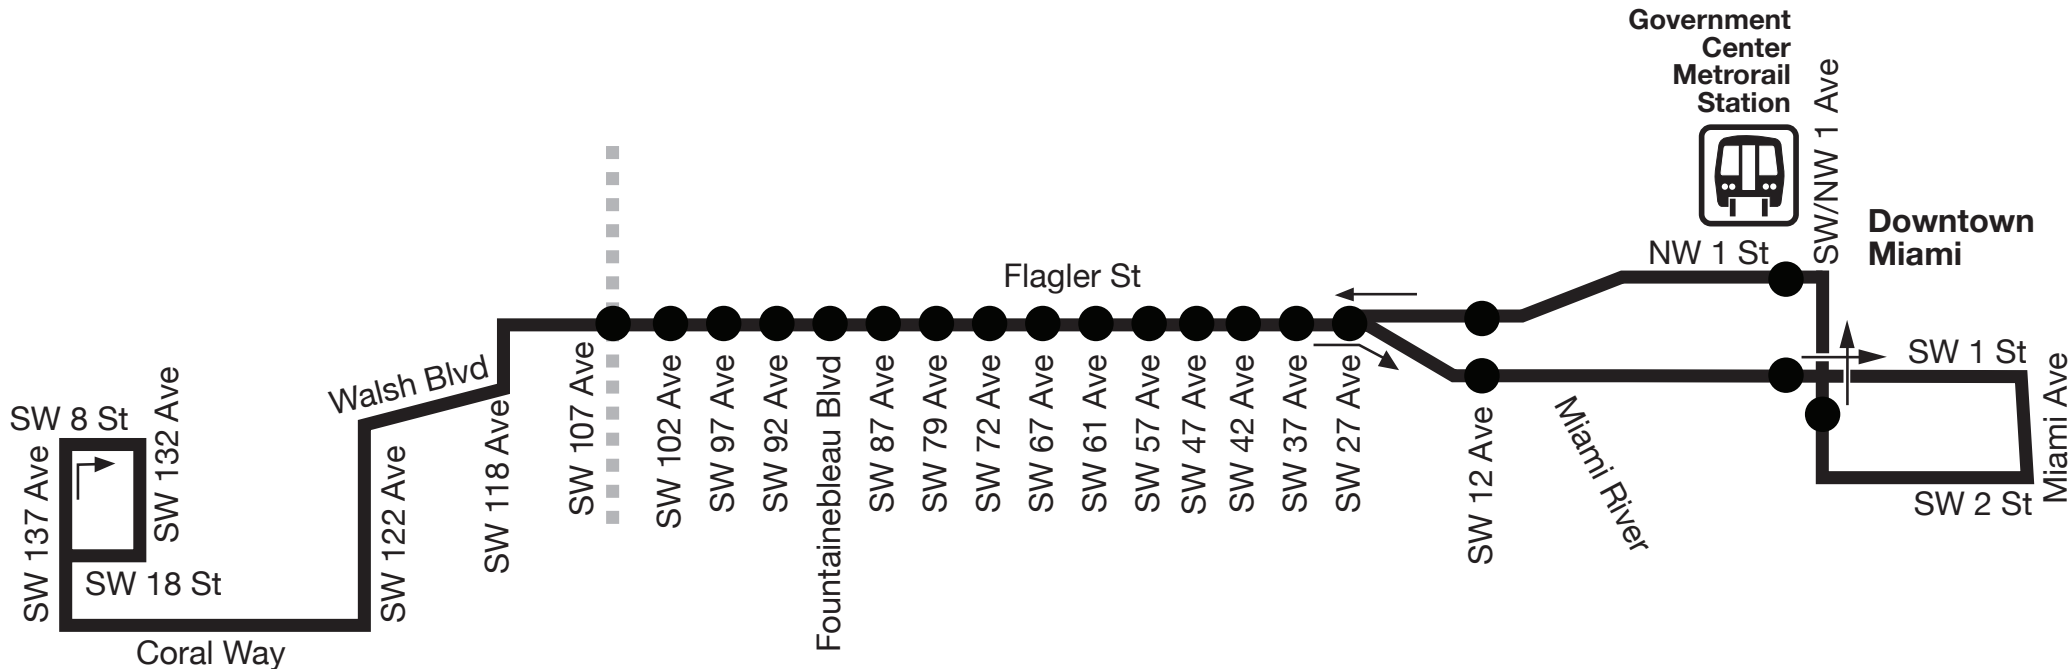 Government
Center
Metrorail
Station
SW/NW 1 Ave
Downtown
Miami
NW 1 St
Flagler St
SW 1 St
Miami Ave
SW 2 St
Walsh Blvd
SW 8 St
SW 132 Ave
SW 137 Ave
SW 18 St
Coral Way
SW 122 Ave
SW 118 Ave
SW 107 Ave
SW 102 Ave
SW 97 Ave
SW 92 Ave
Fountainebleau Blvd
SW 87 Ave
SW 79 Ave
SW 72 Ave
SW 67 Ave
SW 61 Ave
SW 57 Ave
SW 47 Ave
SW 42 Ave
SW 37 Ave
SW 27 Ave
SW 12 Ave
Miami River